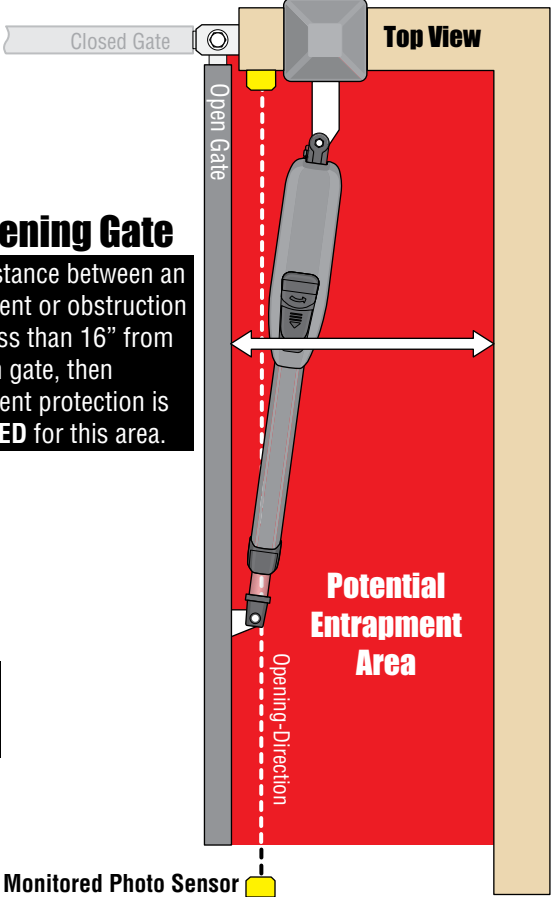 Closed Gate
Top View
Open Gate
ening Gate
stance between an
ent or obstruction
ess than 16” from
gate, then
ent protection is
ED for this area.
Potential
Entrapment
Area
Opening-Direction
Monitored Photo Sensor